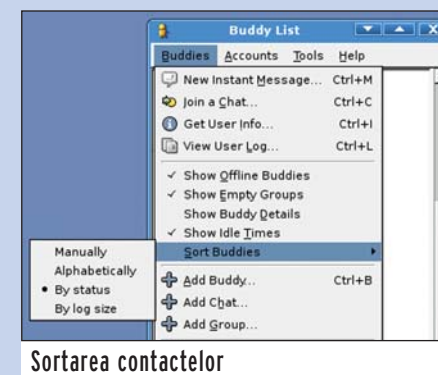 Buddy List
Buddies Accounts Tools Help
New Instant Message... Ctrl+M
Join a Chat... Ctrl+C
Get User Info... Ctrl+I
View User Log... Ctrl+L
✓ Show Offline Buddies
✓ Show Empty Groups
Show Buddy Details
✓ Show Idle Times
Sort Buddies
Manually
Alphabetically
• By status
By log size
Add Buddy... Ctrl+B
Add Chat...
Add Group...
Sortarea contactelor